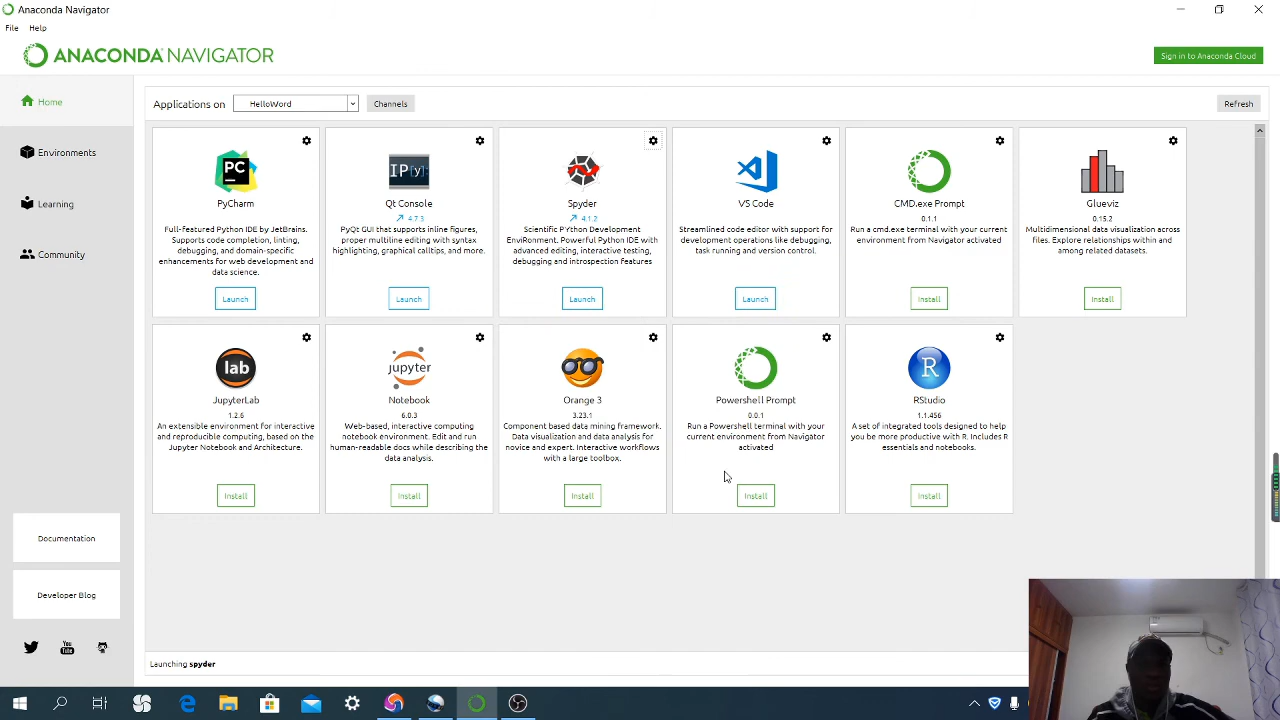 Anaconda Navigator
File Help
ANACONDA NAVIGATOR
Sign in to Anaconda Cloud
Home
Environments
Learning
Community
Documentation
Developer Blog
You
Tube
Applications on HelloWord Channels Refresh
PC
PyCharm
Full-featured Python IDE by JetBrains.
Supports code completion, linting,
debugging, and domain-specific
enhancements for web development and
data science.
Launch
IP[y]:
Qt Console
4.7.3
PyQt GUI that supports inline figures,
proper multiline editing with syntax
highlighting, graphical calltips, and more.
Launch
Spyder
4.1.2
Scientific PYthon Development
EnviRonment. Powerful Python IDE with
advanced editing, interactive testing,
debugging and introspection features
Launch
VS Code
Streamlined code editor with support for
development operations like debugging,
task running and version control.
Launch
CMD.exe Prompt
0.1.1
Run a cmd.exe terminal with your current
environment from Navigator activated
Install
Glueviz
0.15.2
Multidimensional data visualization across
files. Explore relationships within and
among related datasets.
Install
lab
JupyterLab
1.2.6
An extensible environment for interactive
and reproducible computing, based on the
Jupyter Notebook and Architecture.
Install
jupyter
Notebook
6.0.3
Web-based, interactive computing
notebook environment. Edit and run
human-readable docs while describing the
data analysis.
Install
Orange 3
3.23.1
Component based data mining framework.
Data visualization and data analysis for
novice and expert. Interactive workflows
with a large toolbox.
Install
Powershell Prompt
0.0.1
Run a Powershell terminal with your
current environment from Navigator
activated
Install
R
RStudio
1.1.456
A set of integrated tools designed to help
you be more productive with R. Includes R
essentials and notebooks.
Install
Launching spyder